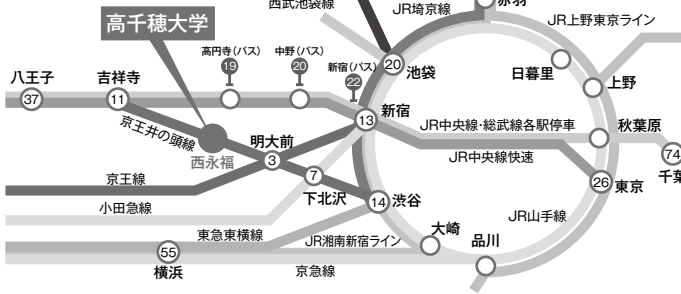 赤羽
西武池袋線
JR埼京線
JR上野東京ライン
高千穂大学
高円寺(バス)
19
中野(バス)
20
新宿(バス)
22
20
池袋
日暮里
上野
八王子
37
吉祥寺
11
京王井の頭線
西永福
明大前
3
13
新宿
JR中央線・総武線各駅停車
秋葉原
JR中央線快速
74
千葉
京王線
7
下北沢
14
渋谷
26
東京
小田急線
JR山手線
東急東横線
JR湘南新宿ライン
大崎
品川
55
横浜
京急線